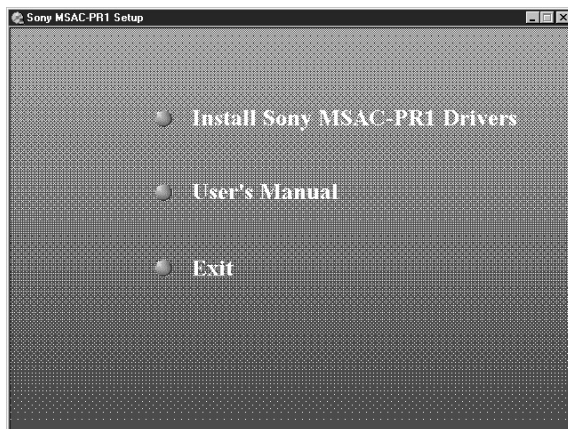 Sony MSAC-PR1 Setup
Install Sony MSAC-PR1 Drivers
User's Manual
Exit